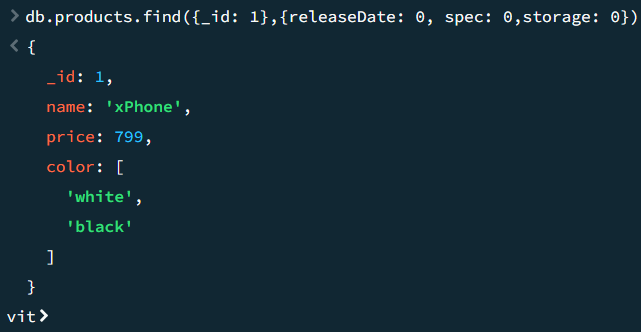 > db.products.find({_id: 1},{releaseDate: 0, spec: 0,storage: 0})
< {
_id: 1,
name: 'xPhone',
price: 799,
color: [
'white',
'black'
]
}
vit>